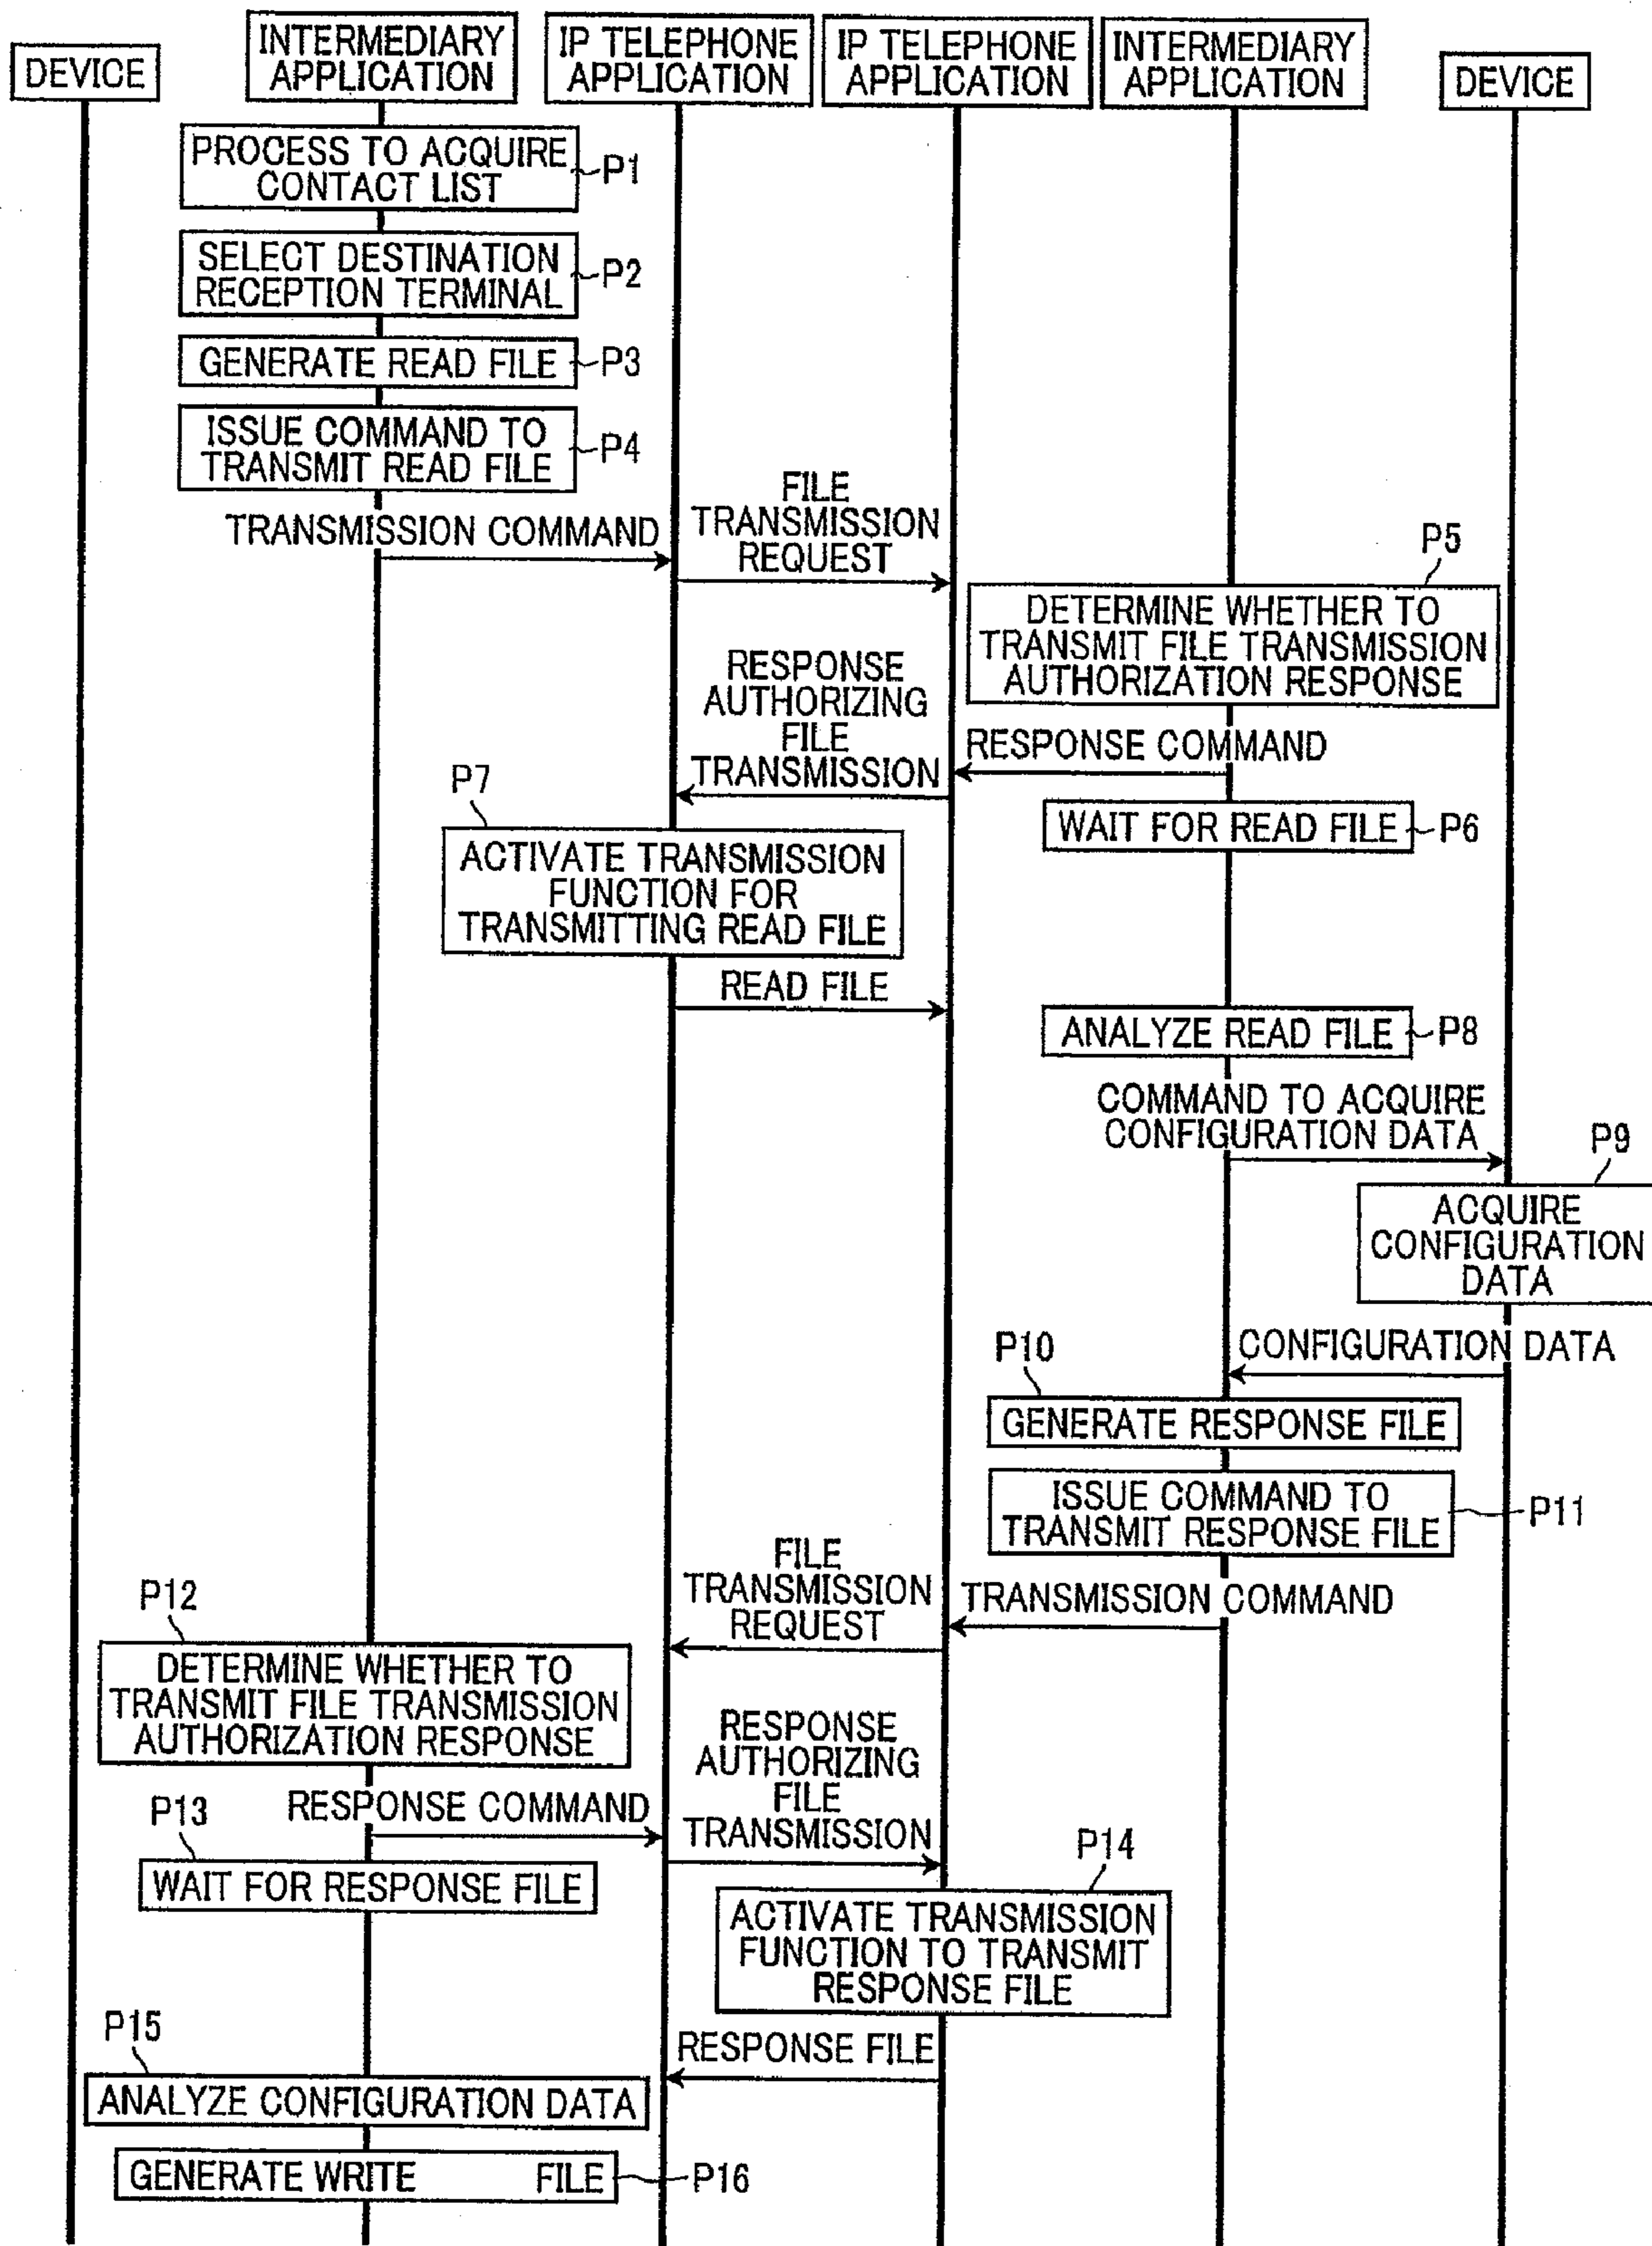 DEVICE
INTERMEDIARY
APPLICATION
IP TELEPHONE
APPLICATION
IP TELEPHONE
APPLICATION
INTERMEDIARY
APPLICATION
DEVICE
PROCESS TO ACQUIRE
CONTACT LIST
P1
SELECT DESTINATION
RECEPTION TERMINAL
P2
GENERATE READ FILE
P3
ISSUE COMMAND TO
TRANSMIT READ FILE
P4
TRANSMISSION COMMAND
FILE
TRANSMISSION
REQUEST
P5
DETERMINE WHETHER TO
TRANSMIT FILE TRANSMISSION
AUTHORIZATION RESPONSE
RESPONSE
AUTHORIZING
FILE
TRANSMISSION
RESPONSE COMMAND
WAIT FOR READ FILE
P6
P7
ACTIVATE TRANSMISSION
FUNCTION FOR
TRANSMITTING READ FILE
READ FILE
ANALYZE READ FILE
P8
COMMAND TO ACQUIRE
CONFIGURATION DATA
P9
ACQUIRE
CONFIGURATION
DATA
CONFIGURATION DATA
P10
GENERATE RESPONSE FILE
ISSUE COMMAND TO
TRANSMIT RESPONSE FILE
P11
FILE
TRANSMISSION
REQUEST
TRANSMISSION COMMAND
P12
DETERMINE WHETHER TO
TRANSMIT FILE TRANSMISSION
AUTHORIZATION RESPONSE
RESPONSE
AUTHORIZING
FILE
TRANSMISSION
RESPONSE COMMAND
P13
WAIT FOR RESPONSE FILE
P14
ACTIVATE TRANSMISSION
FUNCTION TO TRANSMIT
RESPONSE FILE
RESPONSE FILE
P15
ANALYZE CONFIGURATION DATA
GENERATE WRITE FILE
P16